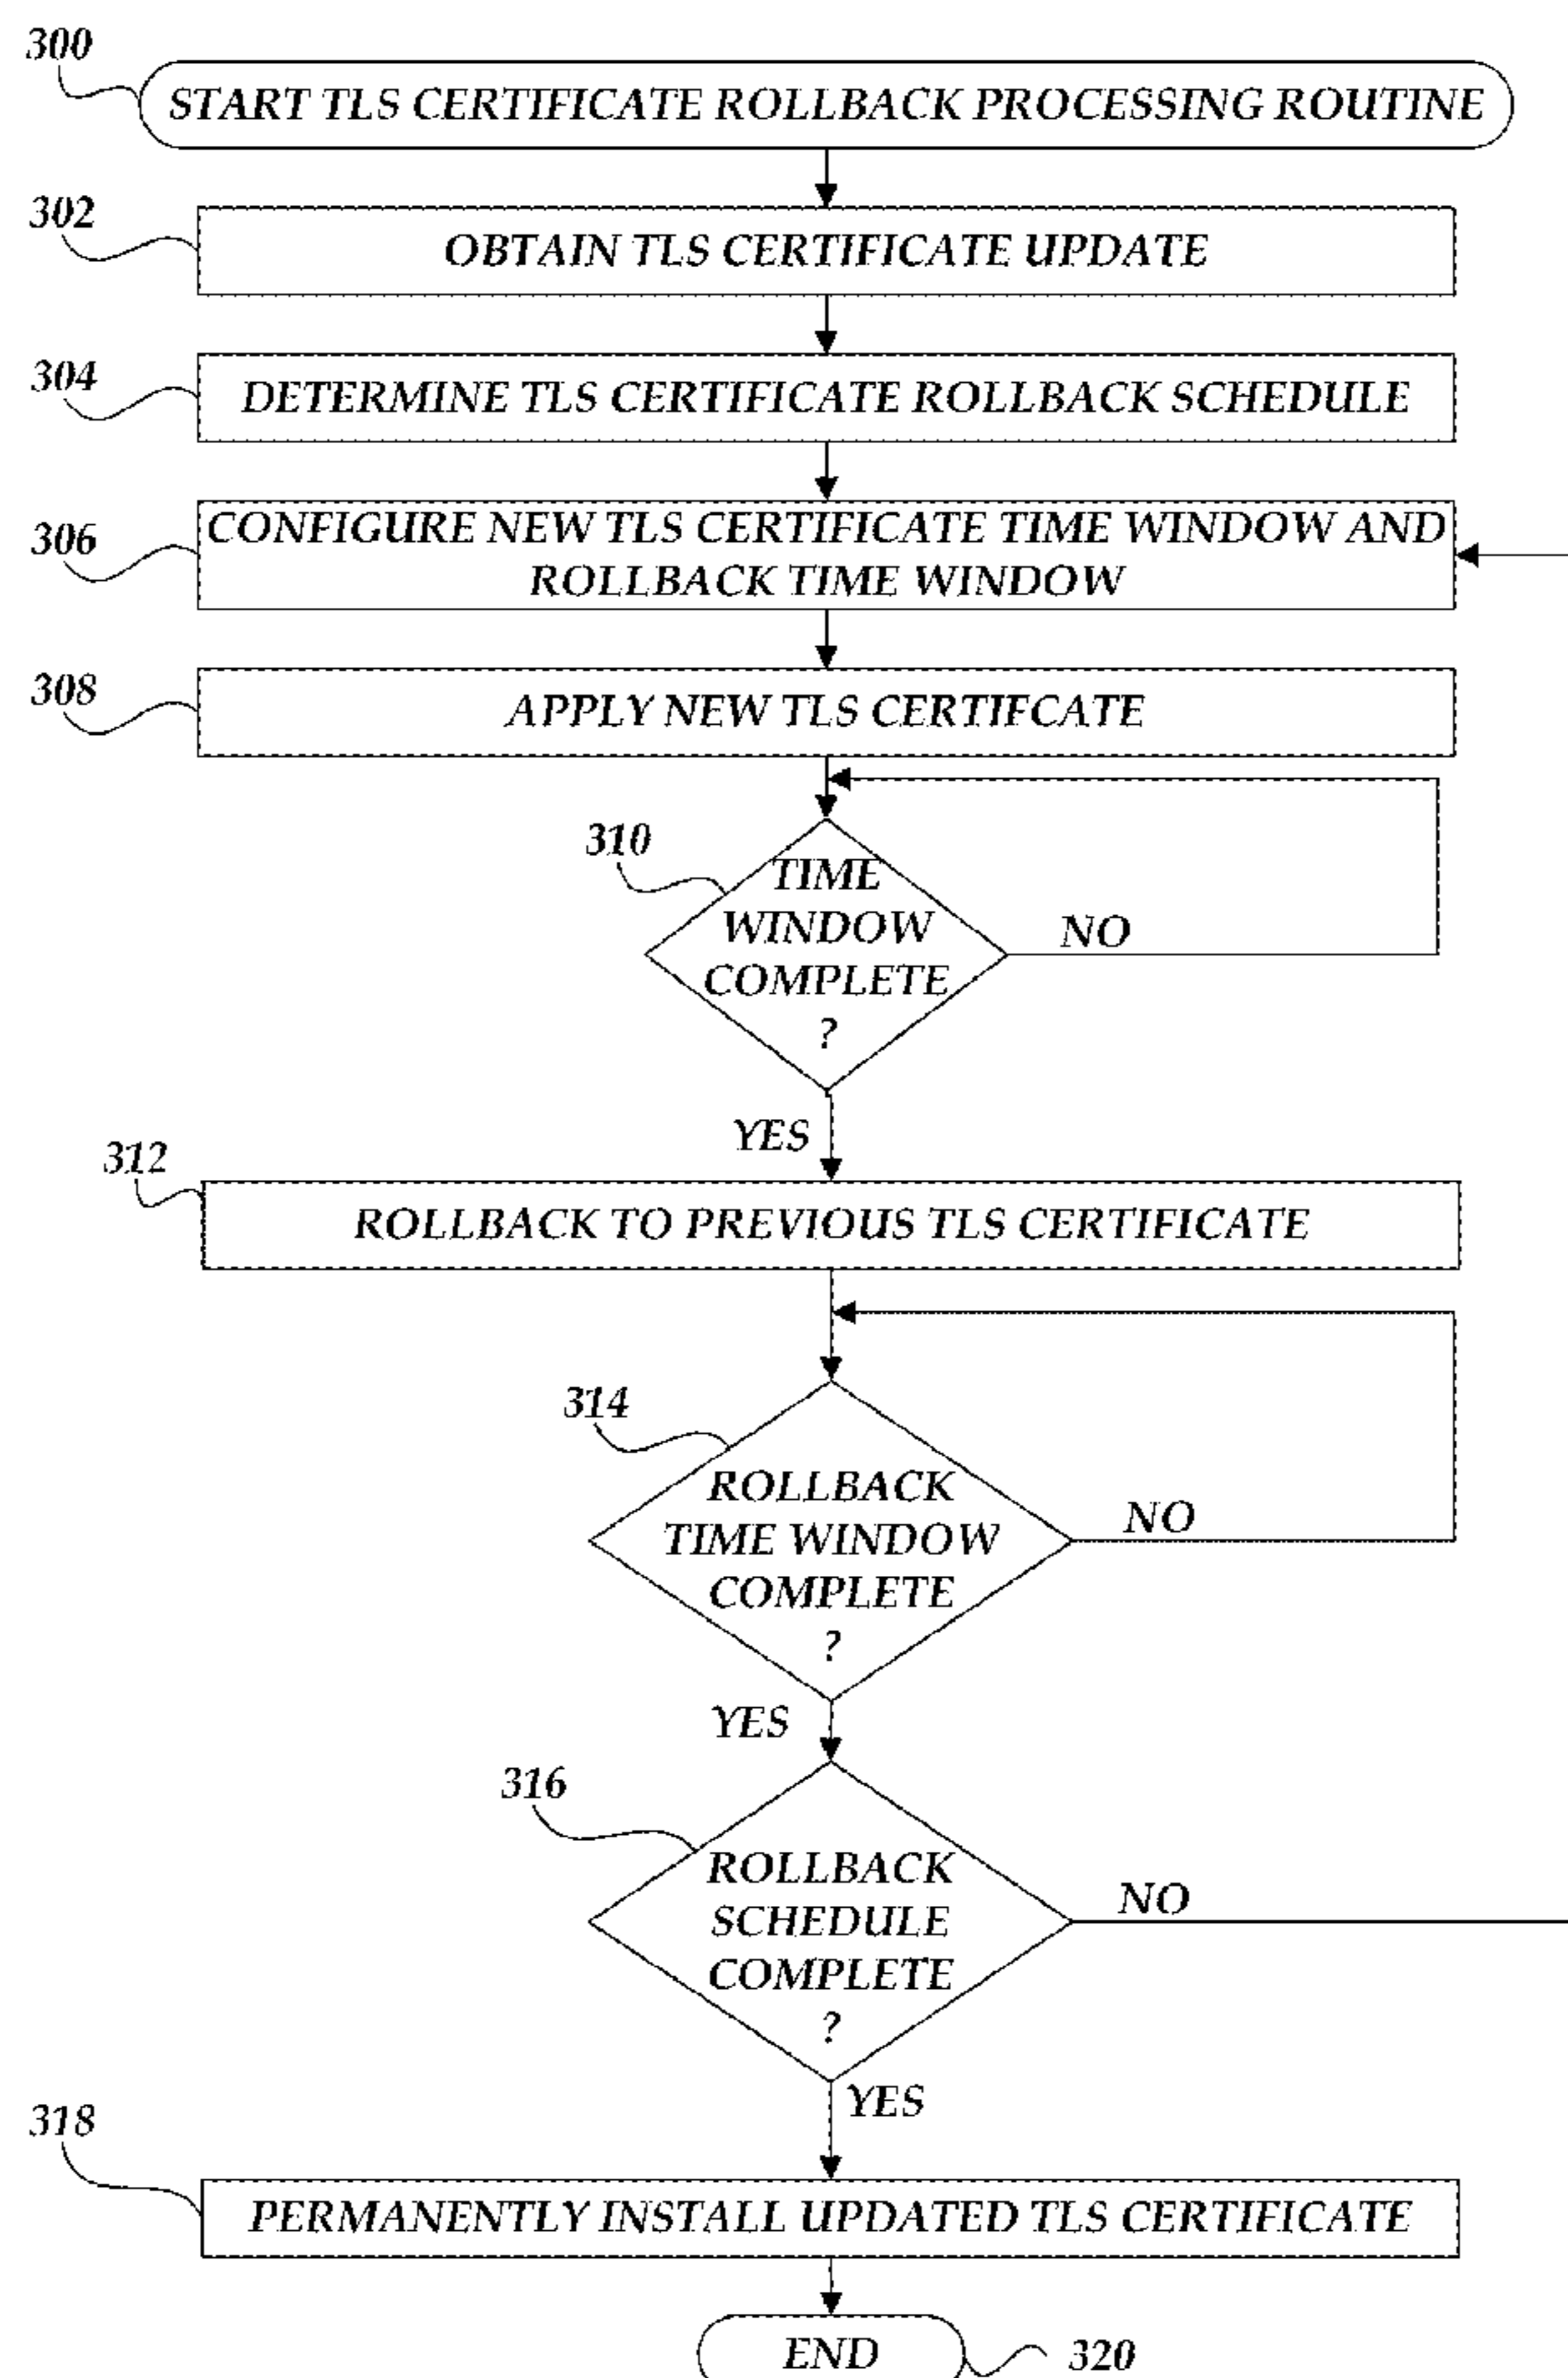 300
START TLS CERTIFICATE ROLLBACK PROCESSING ROUTINE
302
OBTAIN TLS CERTIFICATE UPDATE
304
DETERMINE TLS CERTIFICATE ROLLBACK SCHEDULE
306
CONFIGURE NEW TLS CERTIFICATE TIME WINDOW AND
ROLLBACK TIME WINDOW
308
APPLY NEW TLS CERTIFCATE
310
TIME
WINDOW
COMPLETE
?
NO
YES
312
ROLLBACK TO PREVIOUS TLS CERTIFICATE
314
ROLLBACK
TIME WINDOW
COMPLETE
?
NO
YES
316
ROLLBACK
SCHEDULE
COMPLETE
?
NO
YES
318
PERMANENTLY INSTALL UPDATED TLS CERTIFICATE
END
320